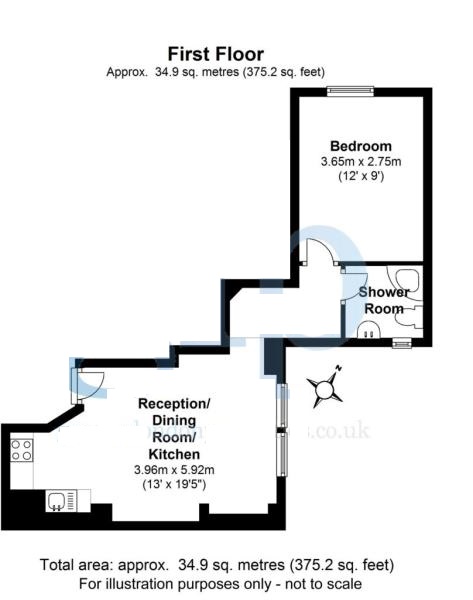 First Floor
Approx. 34.9 sq. metres (375.2 sq. feet)
Bedroom
3.65m x 2.75m
(12' x 9')
Shower
Room
Reception/
Dining
Room/
Kitchen
3.96m x 5.92m
(13' x 19'5")
N
s.co.uk
Total area: approx. 34.9 sq. metres (375.2 sq. feet)
For illustration purposes only - not to scale